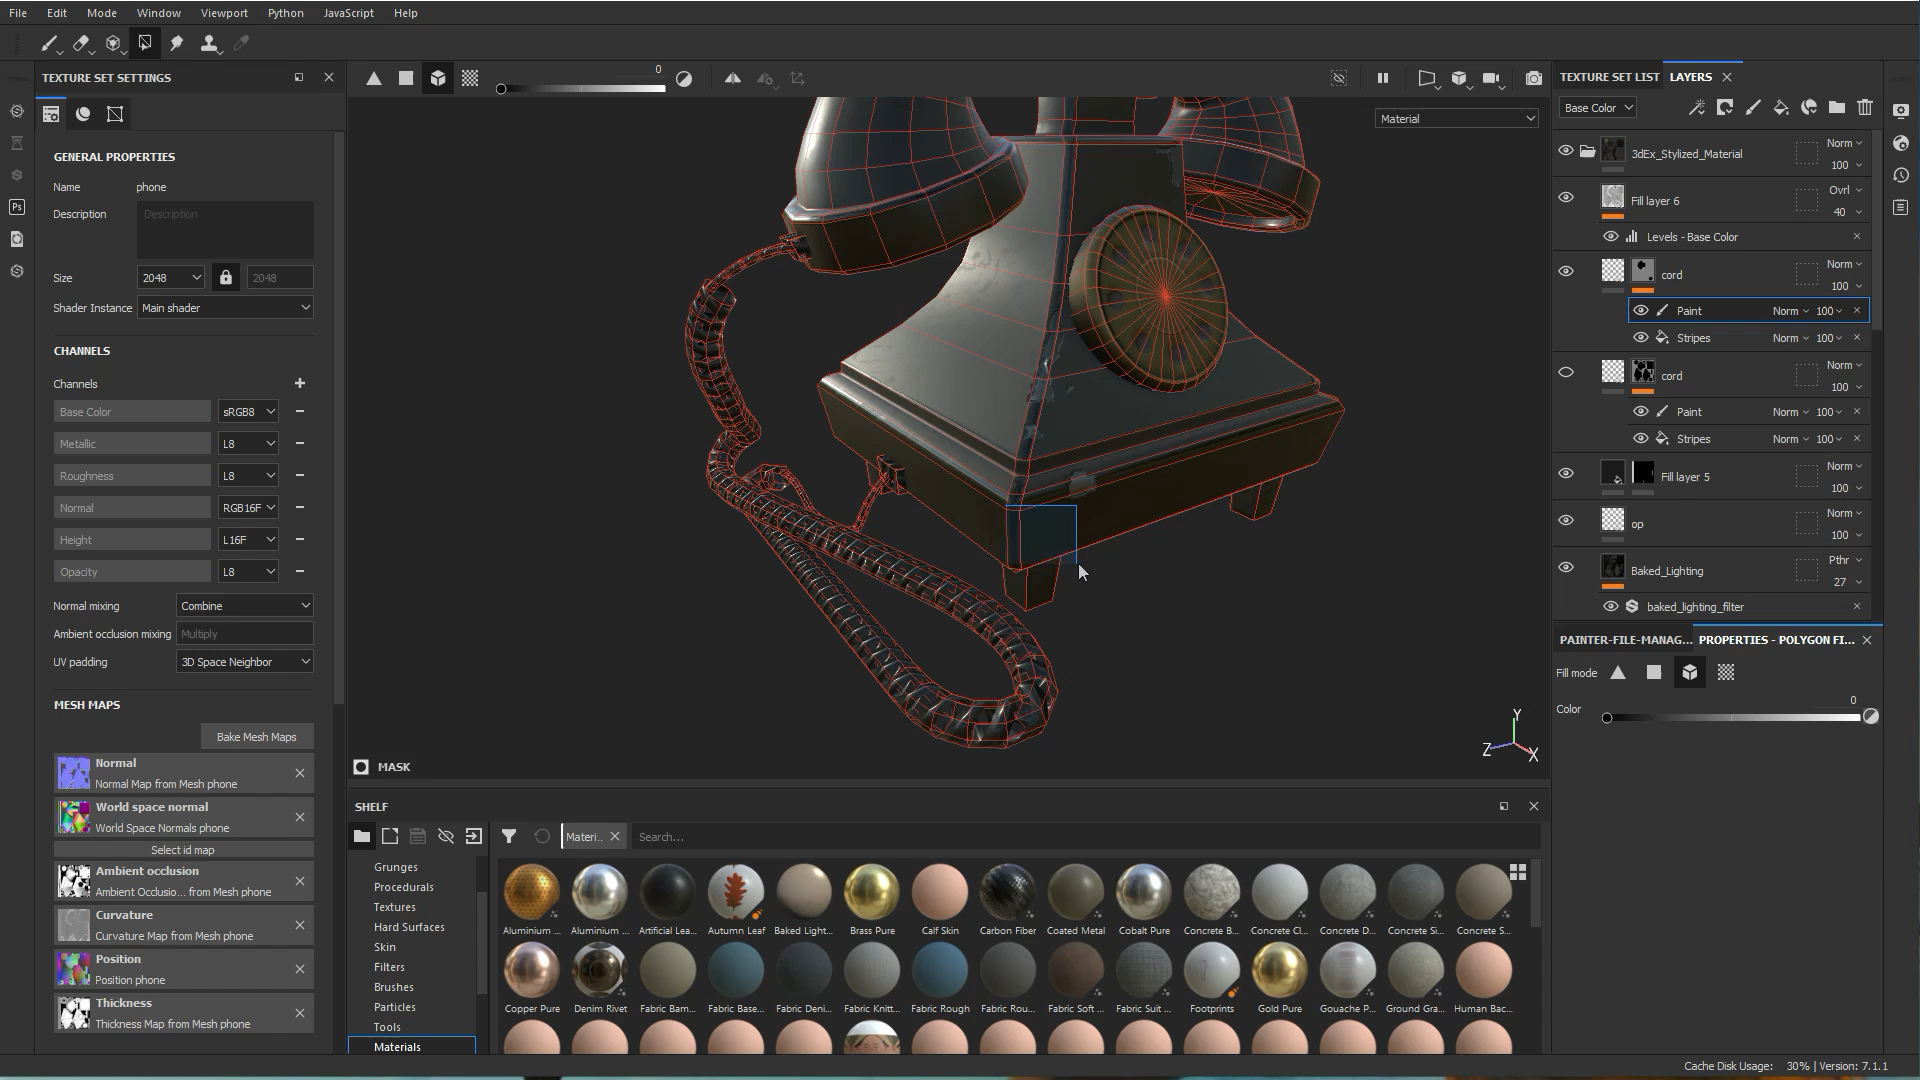 File Edit Mode Window Viewport Python JavaScript Help
TEXTURE SET SETTINGS
GENERAL PROPERTIES
Name phone
Description Description
Size 2048 2048
Shader Instance Main shader
CHANNELS
Channels
Base Color sRGB8
Metallic L8
Roughness L8
Normal RGB16F
Height L16F
Opacity L8
Normal mixing Combine
Ambient occlusion mixing Multiply
UV padding 3D Space Neighbor
MESH MAPS
Bake Mesh Maps
Normal
Normal Map from Mesh phone
World space normal
World Space Normals phone
Select id map
Ambient occlusion
Ambient Occlusio... from Mesh phone
Curvature
Curvature Map from Mesh phone
Position
Position phone
Thickness
Thickness Map from Mesh phone
Ps
0
Material
Y
Z
X
MASK
SHELF
Materi..
Search...
Grunges
Procedurals
Textures
Hard Surfaces
Skin
Filters
Brushes
Particles
Tools
Materials
Aluminium ... Aluminium ... Artificial Lea... Autumn Leaf Baked Light... Brass Pure Calf Skin Carbon Fiber Coated Metal Cobalt Pure Concrete B... Concrete Cl... Concrete D... Concrete Si... Concrete S...
Copper Pure Denim Rivet Fabric Bam... Fabric Base... Fabric Deni... Fabric Knitt... Fabric Rough Fabric Rou... Fabric Soft ... Fabric Suit ... Footprints Gold Pure Gouache P... Ground Gra... Human Bac...
TEXTURE SET LIST LAYERS
Base Color
3dEx_Stylized_Material Norm 100
Fill layer 6 Ovrl 40
Levels - Base Color
cord Norm 100
Paint Norm 100
Stripes Norm 100
cord Norm 100
Paint Norm 100
Stripes Norm 100
Fill layer 5 Norm 100
op Norm 100
Baked_Lighting Pthr 27
baked_lighting_filter
PAINTER-FILE-MANAG... PROPERTIES - POLYGON FI...
Fill mode
Color 0
Cache Disk Usage: 30% | Version: 7.1.1